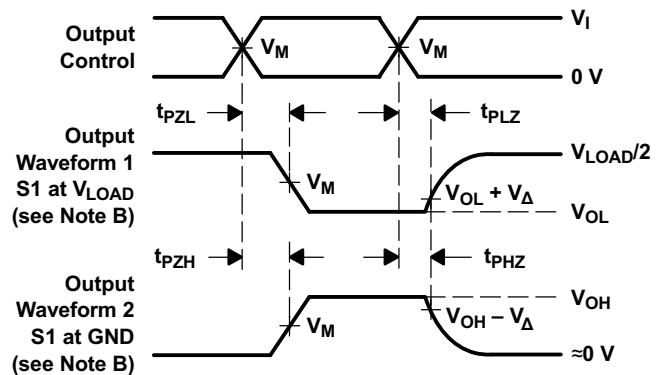 Output
Control
V_M
V_M
V_I
0 V
t_PZL
t_PLZ
Output
Waveform 1
S1 at V_LOAD
(see Note B)
V_M
V_LOAD/2
V_OL + V_Δ
V_OL
t_PZH
t_PHZ
Output
Waveform 2
S1 at GND
(see Note B)
V_M
V_OH
V_OH − V_Δ
≈0 V